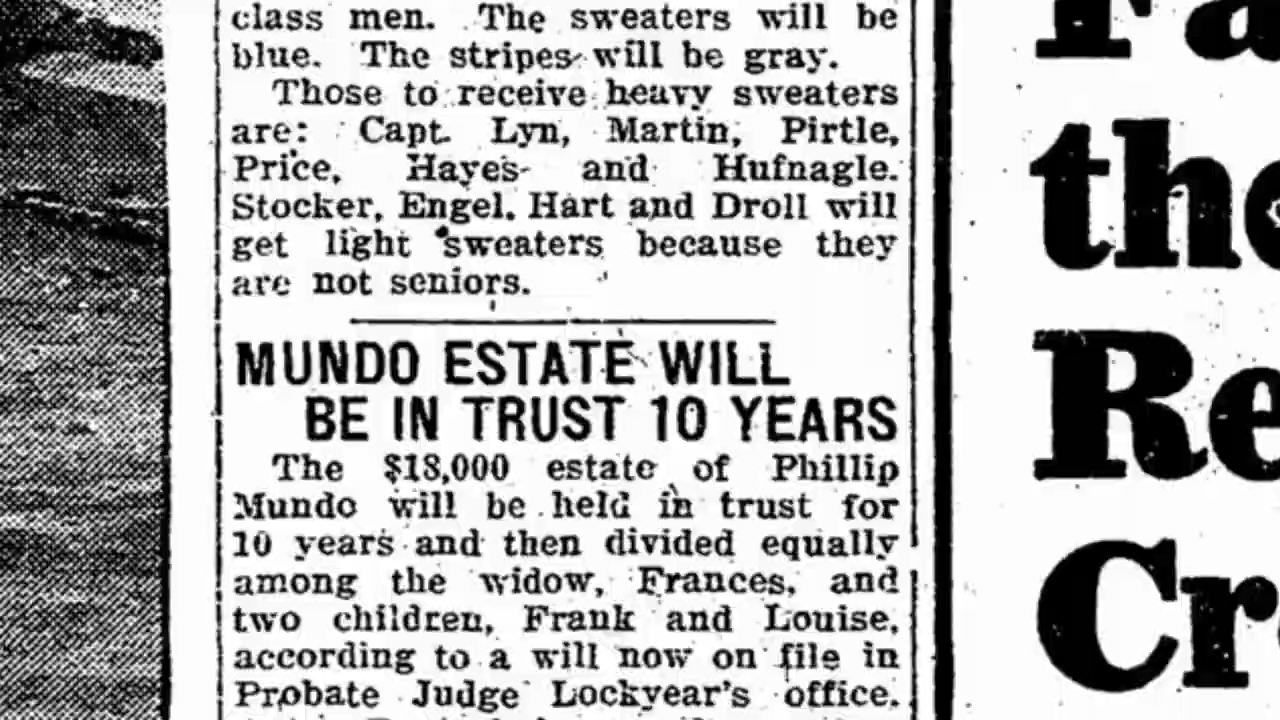 class men. The sweaters will be
blue. The stripes will be gray.
Those to receive heavy sweaters
are: Capt. Lyn, Martin, Pirtle,
Price, Hayes and Hufnagle.
Stocker, Engel, Hart and Droll will
get light sweaters because they
are not seniors.
MUNDO ESTATE WILL
BE IN TRUST 10 YEARS
The $18,000 estate of Phillip
Mundo will be held in trust for
10 years and then divided equally
among the widow, Frances, and
two children, Frank and Louise,
according to a will now on file in
Probate Judge Lockyear's office.
Fa
the
Re
Cr